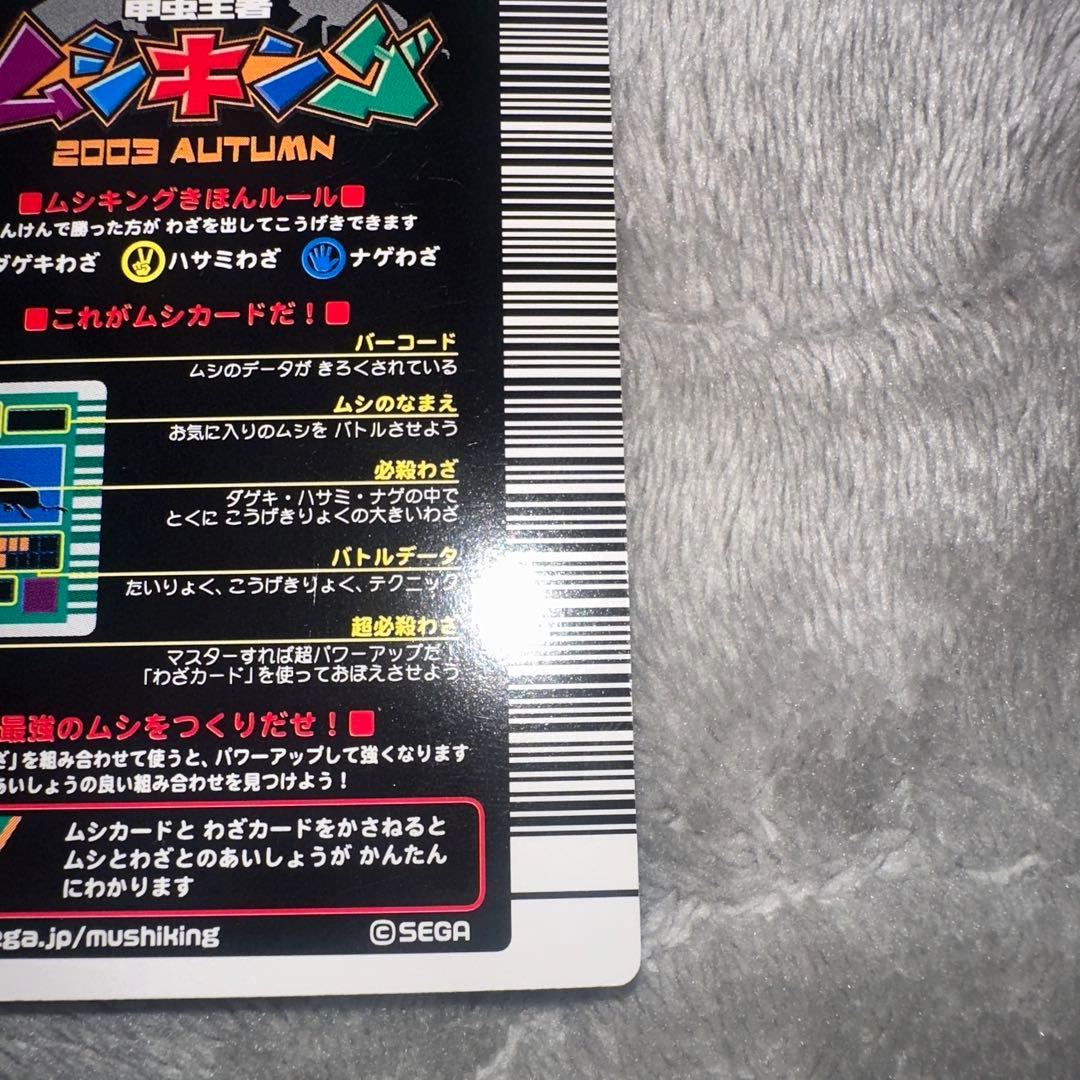 甲虫王者
ムシキング
2003 AUTUMN
■ムシキングきほんルール■
んけんで勝った方が わざを出してこうげきできます
ダゲキわざ ハサミわざ ナゲわざ
■これがムシカードだ！■
バーコード
ムシのデータが きろくされている
ムシのなまえ
お気に入りのムシを バトルさせよう
必殺わざ
ダゲキ・ハサミ・ナゲの中で
とくに こうげきりょくの大きいわざ
バトルデータ
たいりょく、こうげきりょく、テクニック
超必殺わざ
マスターすれば超パワーアップだ！
「わざカード」を使っておぼえさせよう
最強のムシをつくりだせ！■
ざ」を組み合わせて使うと、パワーアップして強くなります
あいしょうの良い組み合わせを見つけよう！
ムシカードと わざカードをかさねると
ムシとわざとのあいしょうが かんたん
にわかります
ega.jp/mushiking
©SEGA